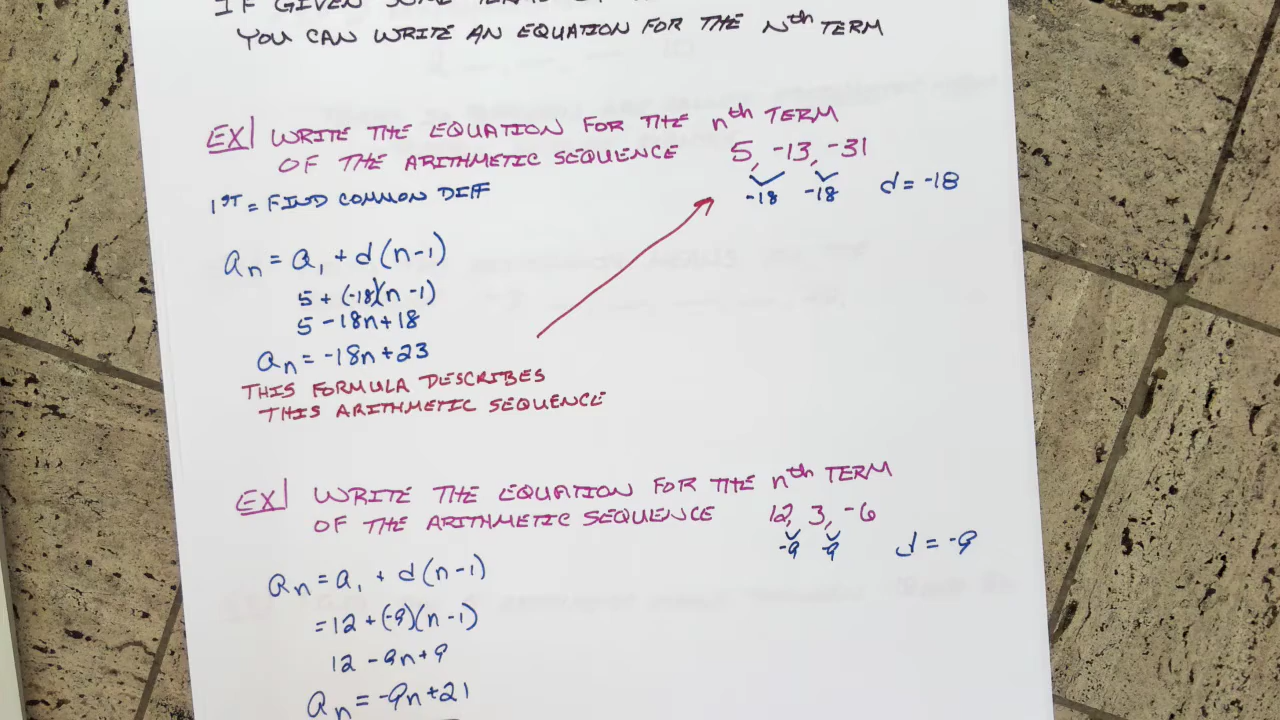 IF GIVEN SOME TERMS
YOU CAN WRITE AN EQUATION FOR THE Nth TERM
EX| WRITE THE EQUATION FOR THE nth TERM
OF THE ARITHMETIC SEQUENCE 5, -13, -31
-18 -18 d = -18
1ST = FIND COMMON DIFF
an = a1 + d(n-1)
5 + (-18)(n-1)
5 - 18n + 18
an = -18n + 23
THIS FORMULA DESCRIBES
THIS ARITHMETIC SEQUENCE
EX| WRITE THE EQUATION FOR THE nth TERM
OF THE ARITHMETIC SEQUENCE 12, 3, -6
-9 -9 d = -9
an = a1 + d(n-1)
= 12 + (-9)(n-1)
12 - 9n + 9
an = -9n + 21